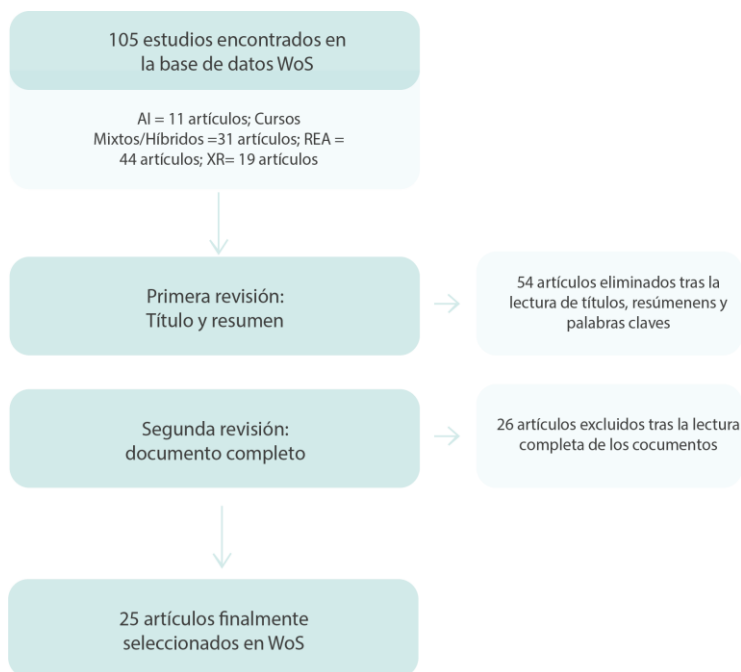 105 estudios encontrados en
la base de datos WoS
AI = 11 artículos; Cursos
Mixtos/Híbridos =31 artículos; REA =
44 artículos; XR= 19 artículos
Primera revisión:
Título y resumen
54 artículos eliminados tras la
lectura de títulos, resúmenens y
palabras claves
Segunda revisión:
documento completo
26 artículos excluidos tras la lectura
completa de los cocumentos
25 artículos finalmente
seleccionados en WoS